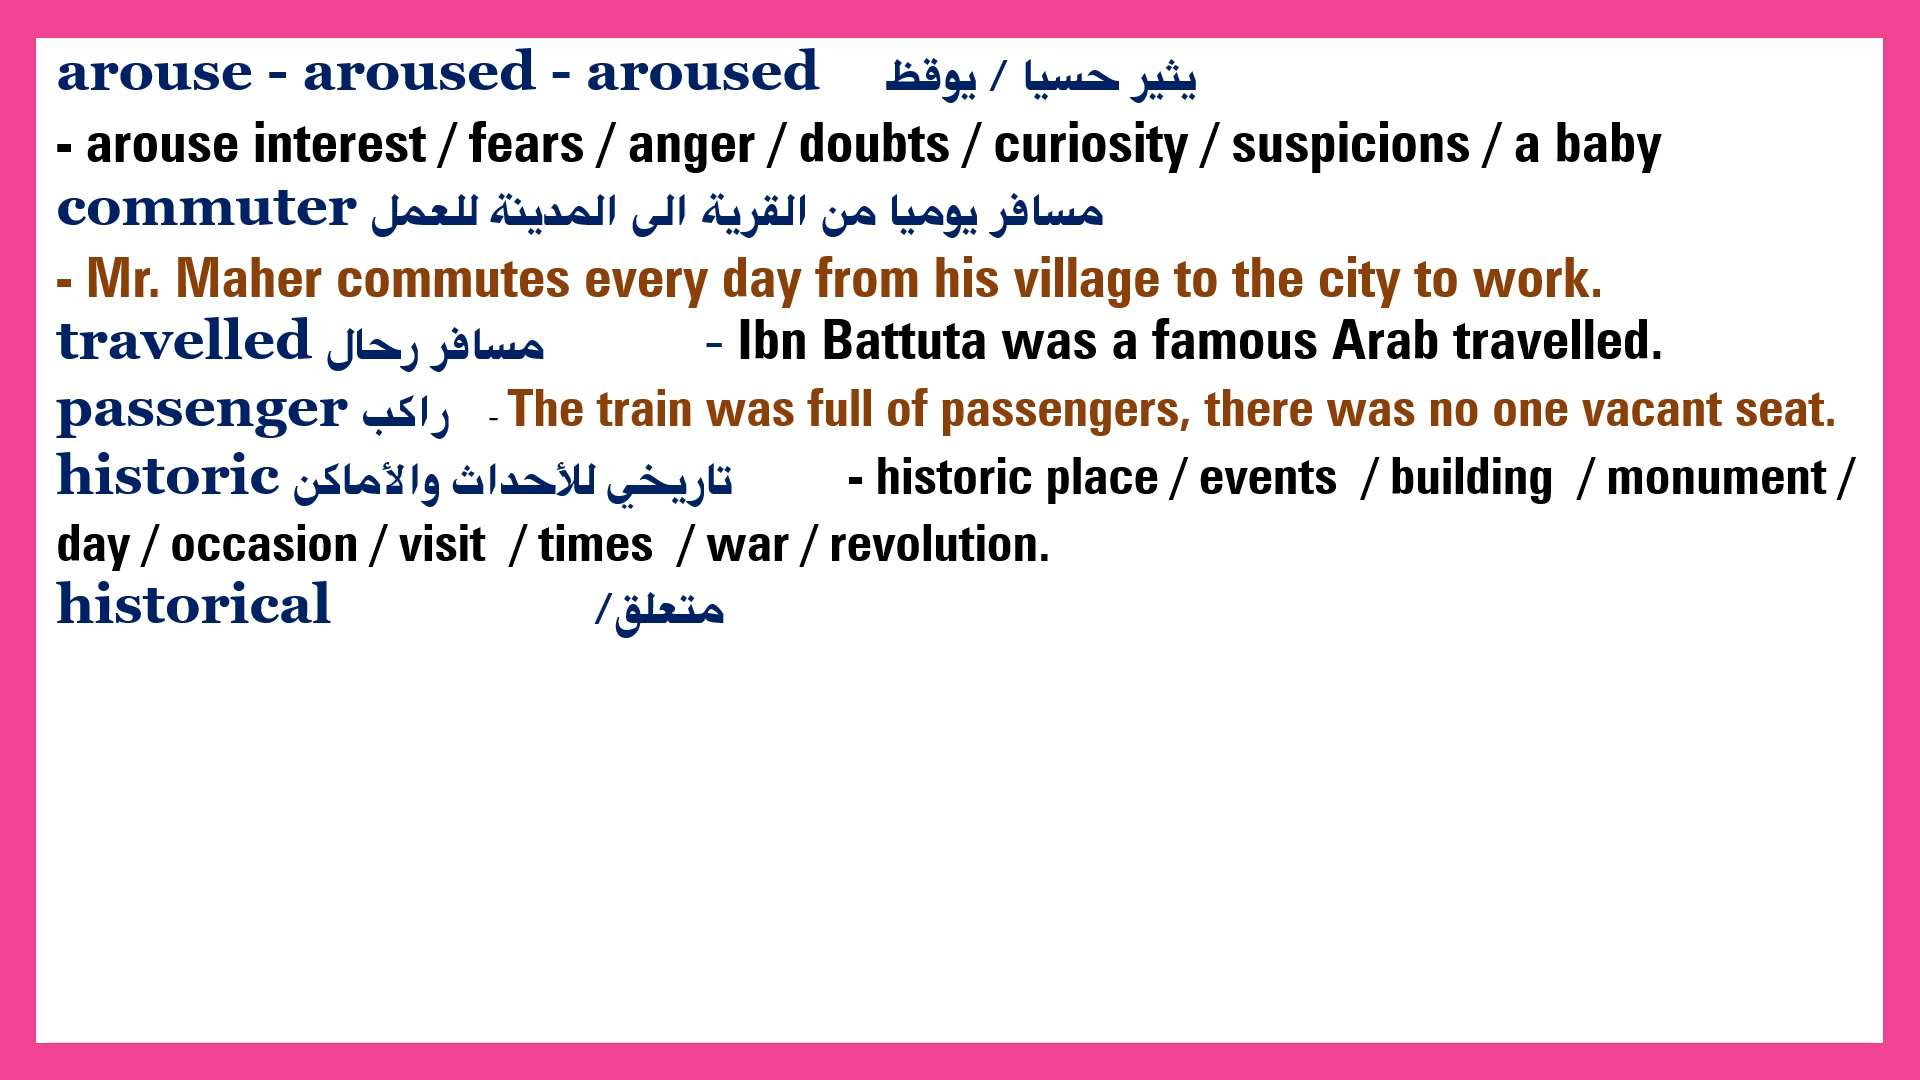 arouse - aroused - aroused يثير حسيا / يوقظ
- arouse interest / fears / anger / doubts / curiosity / suspicions / a baby
commuter مسافر يوميا من القرية الى المدينة للعمل
- Mr. Maher commutes every day from his village to the city to work.
travelled مسافر رحال - Ibn Battuta was a famous Arab travelled.
passenger راكب - The train was full of passengers, there was no one vacant seat.
historic تاريخي للأحداث والأماكن - historic place / events / building / monument /
day / occasion / visit / times / war / revolution.
historical متعلق/